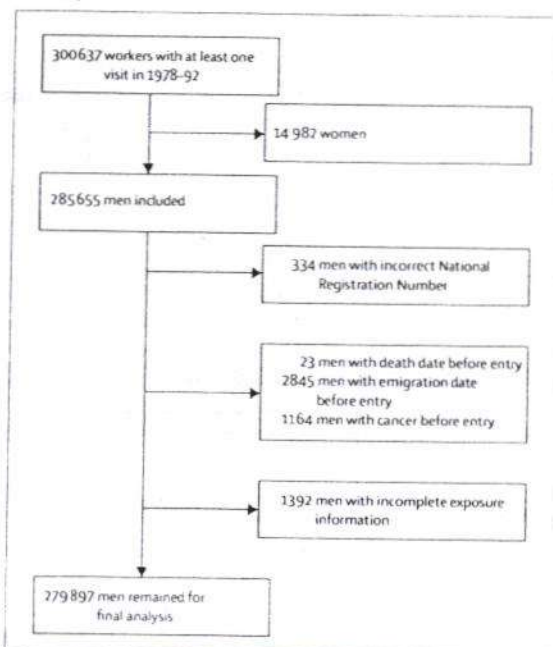 300637 workers with at least one
visit in 1978–92
14 982 women
285655 men included
334 men with incorrect National
Registration Number
23 men with death date before entry
2845 men with emigration date
before entry
1164 men with cancer before entry
1392 men with incomplete exposure
information
279 897 men remained for
final analysis